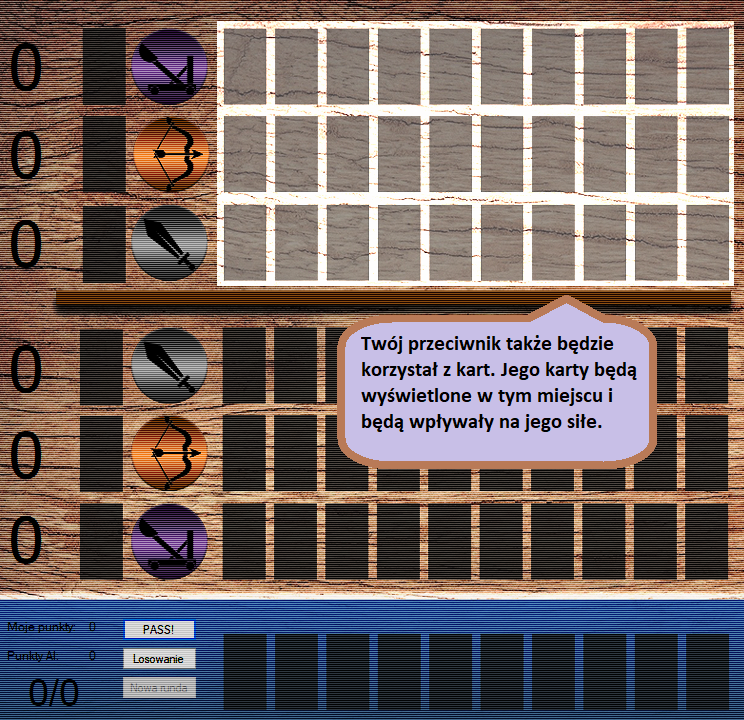 0
0
0
Twój przeciwnik także będzie
korzystał z kart. Jego karty będą
wyświetlone w tym miejscu i
będą wpływały na jego siłe.
0
0
0
Moje punkty: 0
PASS!
Punkty AI: 0
Losowanie
0/0
Nowa runda